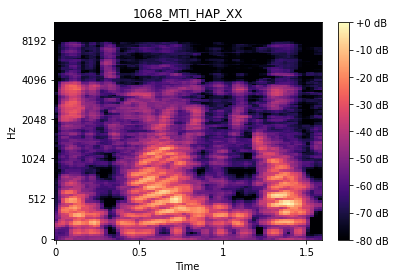 1068_MTI_HAP_XX
+0 dB
8192
-10 dB
4096
-20 dB
-30 dB
2048
Hz
-40 dB
1024
-50 dB
512
-60 dB
-70 dB
0
-80 dB
0
0.5
1
1.5
Time